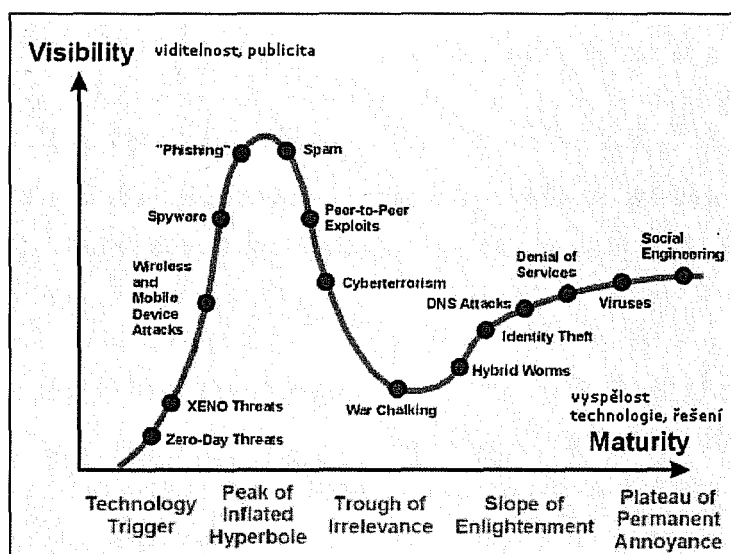 Visibility viditelnost, publicita
"Phishing"
Spam
Spyware
Peer-to-Peer
Exploits
Wireless
and
Mobile
Device
Attacks
Cyberterrorism
Social
Engineering
Denial of
Services
DNS Attacks
Viruses
Identity Theft
Hybrid Worms
War Chalking
XENO Threats
Zero-Day Threats
vyspělost
technologie, řešení
Maturity
Technology
Trigger
Peak of
Inflated
Hyperbole
Trough of
Irrelevance
Slope of
Enlightenment
Plateau of
Permanent
Annoyance